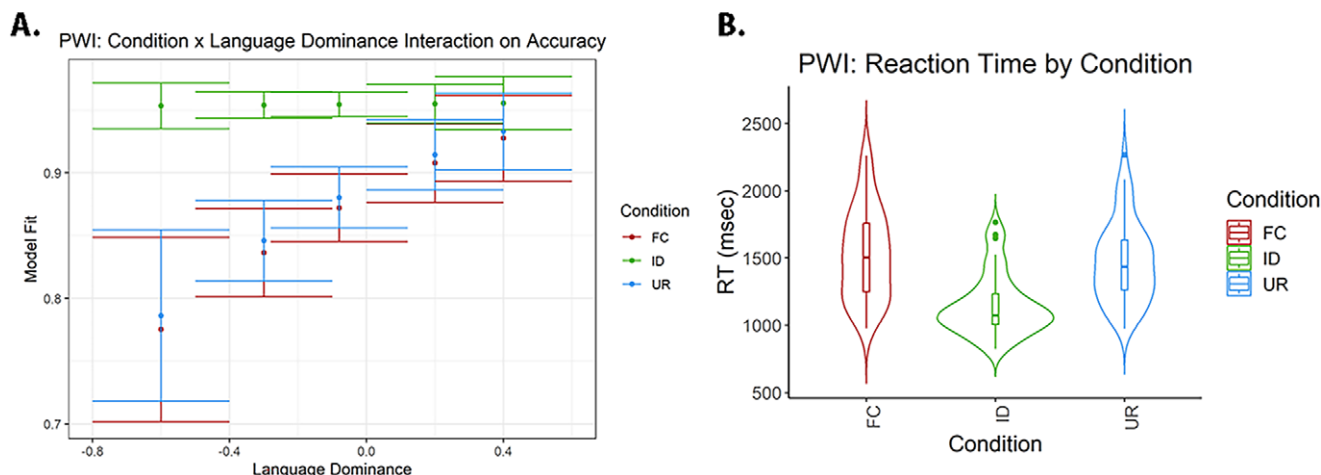 A.
PWI: Condition x Language Dominance Interaction on Accuracy
Model Fit
0.9
0.8
0.7
-0.8
-0.4
0.0
0.4
Language Dominance
Condition
FC
ID
UR
B.
PWI: Reaction Time by Condition
RT (msec)
2500
2000
1500
1000
500
FC
ID
UR
Condition
Condition
FC
ID
UR